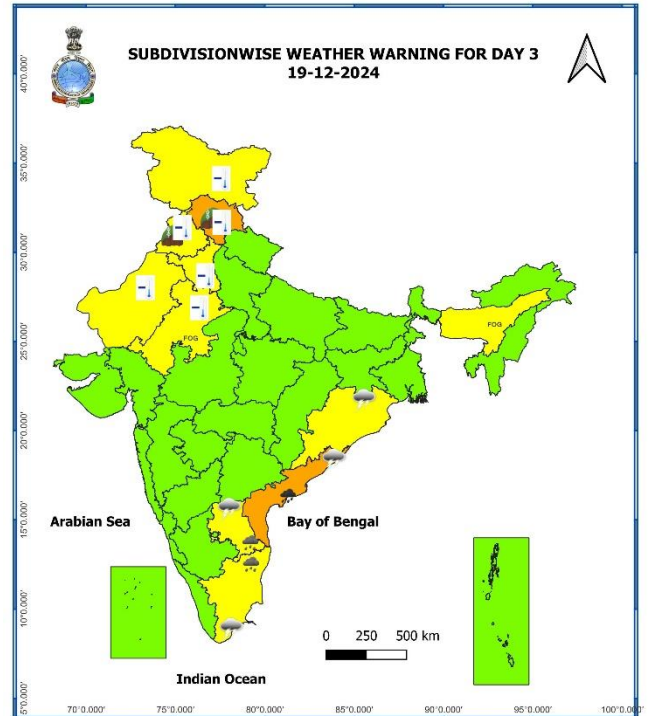 SUBDIVISIONWISE WEATHER WARNING FOR DAY 3
19-12-2024
40°0.000'
35°0.000'
30°0.000'
25°0.000'
20°0.000'
15°0.000'
10°0.000'
5°0.000'
FOG
FOG
Arabian Sea
Bay of Bengal
0 250 500 km
Indian Ocean
70°0.000' 75°0.000' 80°0.000' 85°0.000' 90°0.000' 95°0.000' 100°0.000'